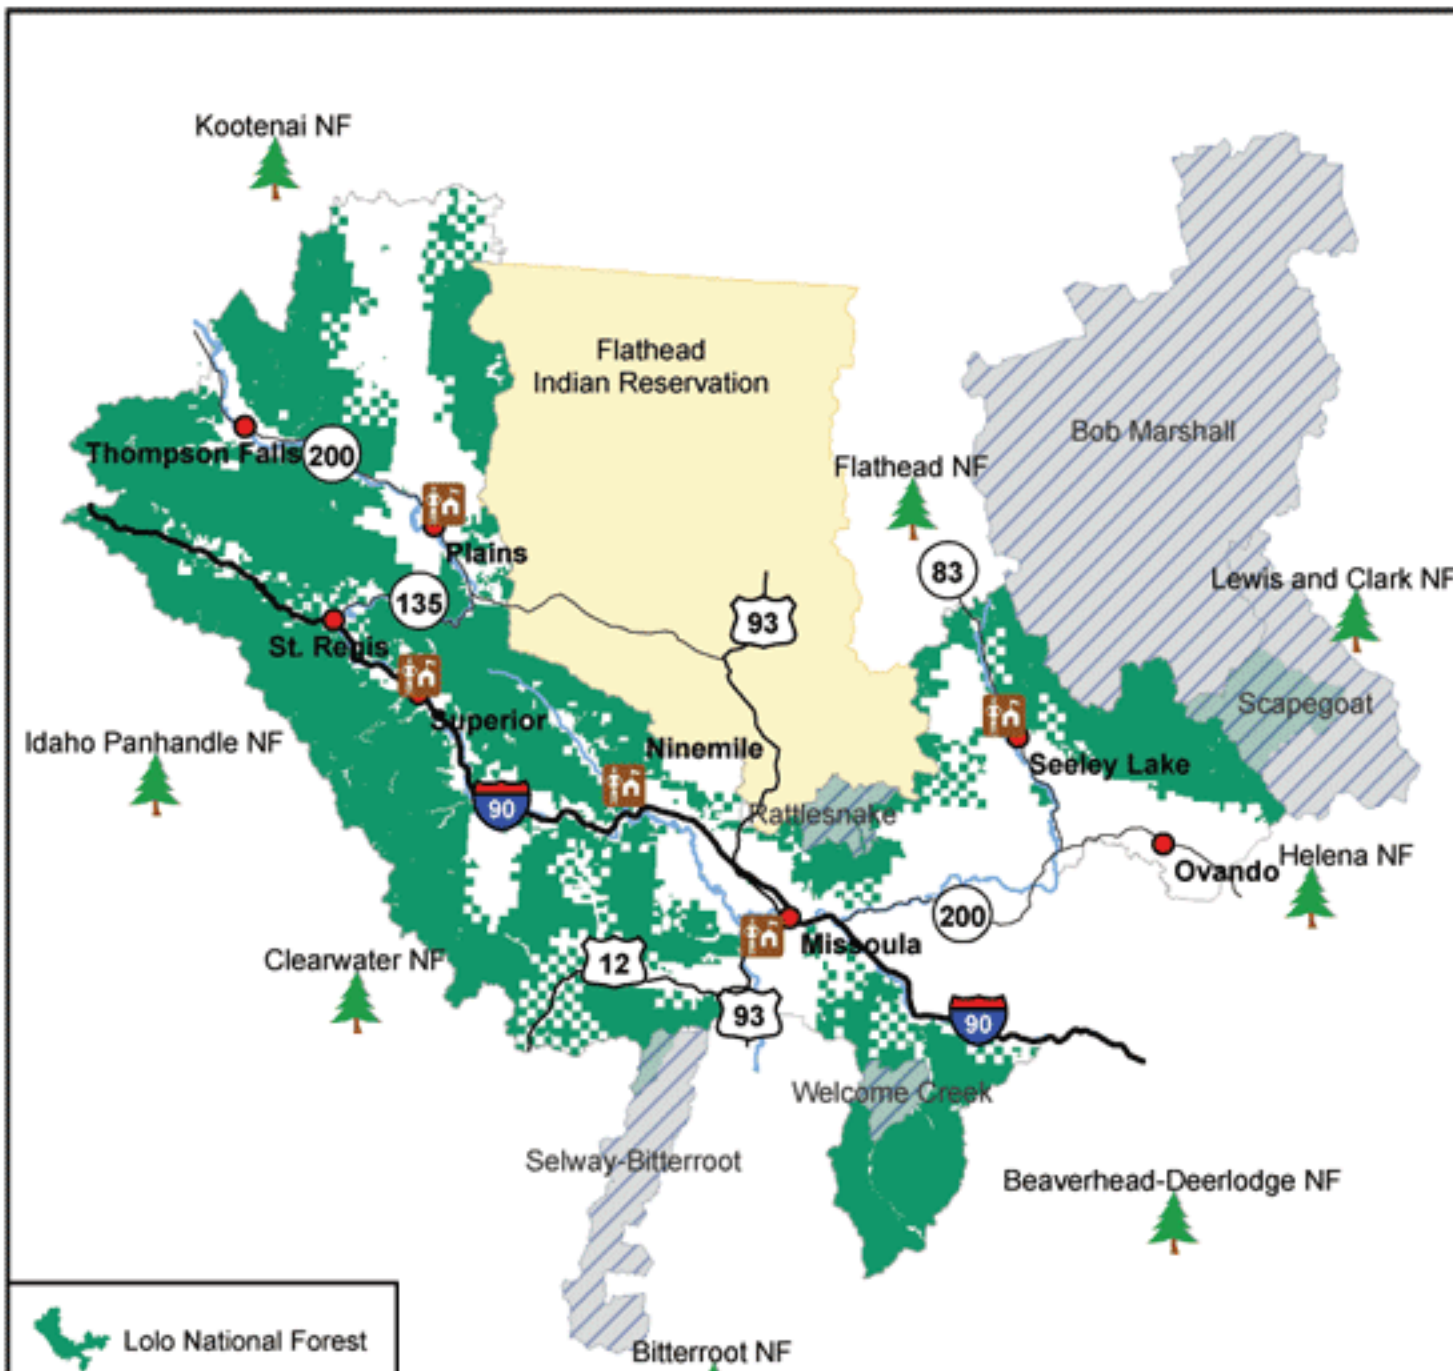 Kootenai NF
Flathead
Indian Reservation
Bob Marshall
Thompson Falls
200
Flathead NF
Plains
83
Lewis and Clark NF
135
93
St. Regis
Scapegoat
Superior
Idaho Panhandle NF
Ninemile
Seeley Lake
90
Rattlesnake
Ovando
Helena NF
200
Missoula
Clearwater NF
12
93
90
Welcome Creek
Selway-Bitterroot
Beaverhead-Deerlodge NF
Lolo National Forest
Bitterroot NF